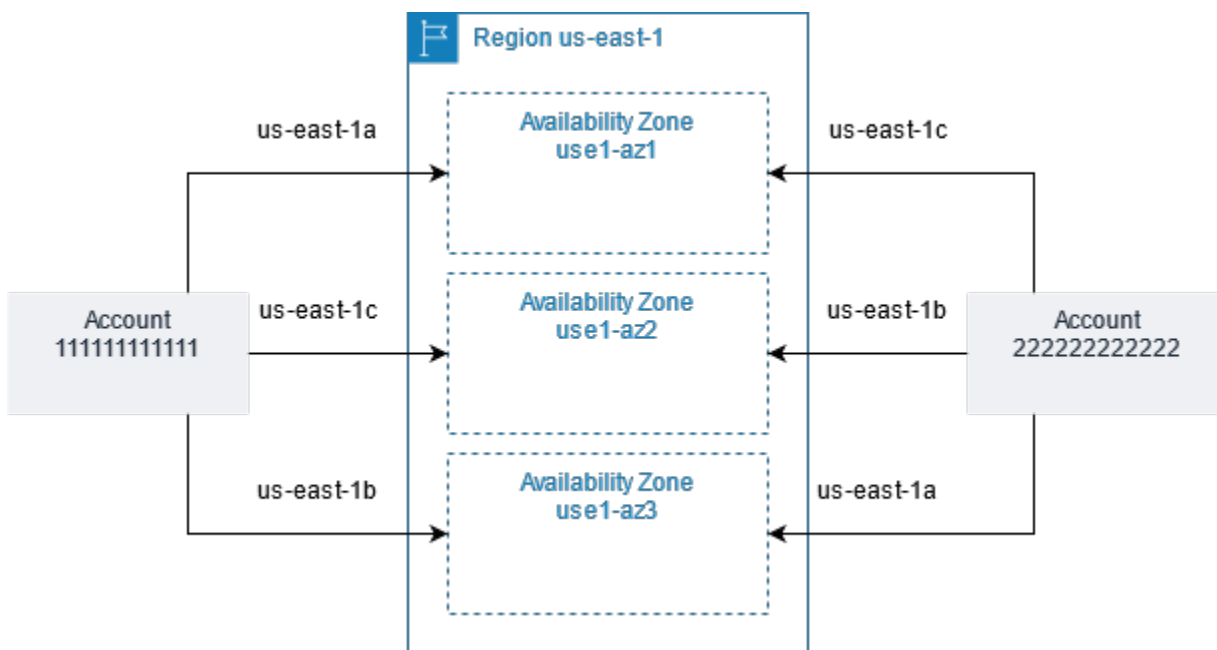 Region us-east-1
us-east-1a
Availability Zone
use1-az1
us-east-1c
Account
111111111111
us-east-1c
Availability Zone
use1-az2
us-east-1b
Account
222222222222
us-east-1b
Availability Zone
use1-az3
us-east-1a